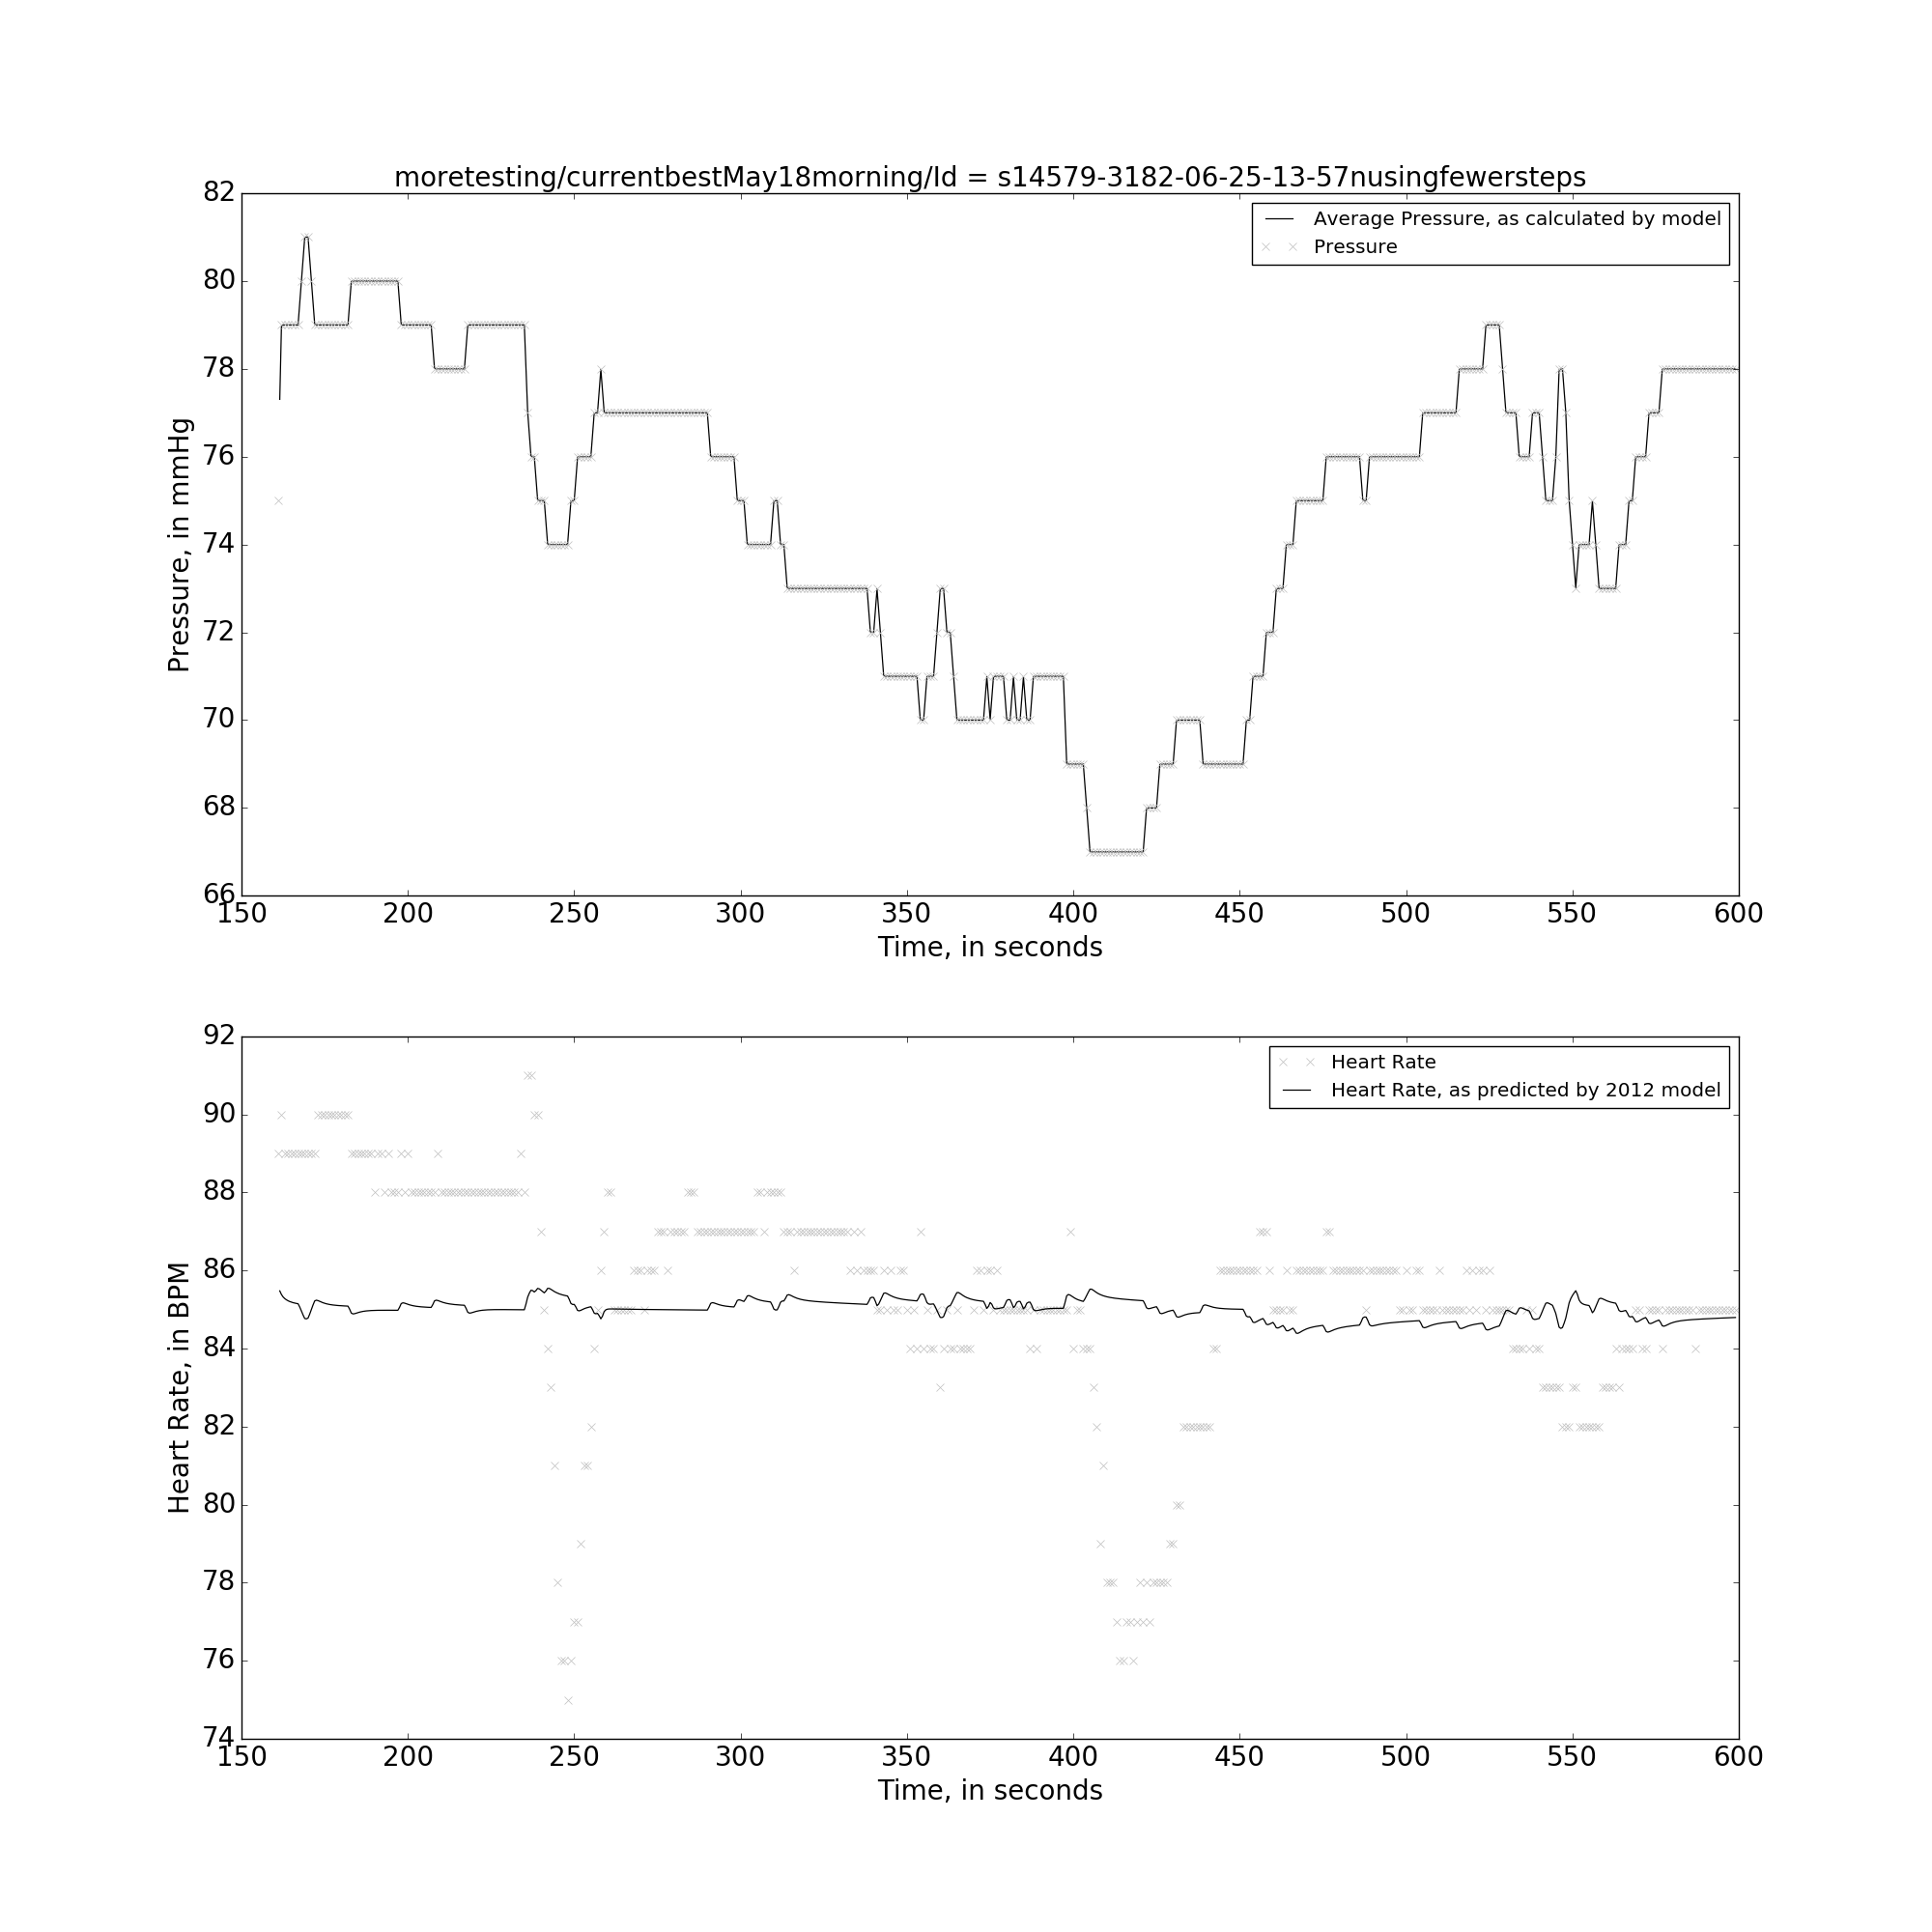 moretesting/currentbestMay18morning/Id = s14579-3182-06-25-13-57nusingfewersteps
82
80
78
76
74
72
70
68
66
Pressure, in mmHg
Average Pressure, as calculated by model
Pressure
150 200 250 300 350 400 450 500 550 600
Time, in seconds
92
90
88
86
84
82
80
78
76
74
Heart Rate, in BPM
Heart Rate
Heart Rate, as predicted by 2012 model
150 200 250 300 350 400 450 500 550 600
Time, in seconds